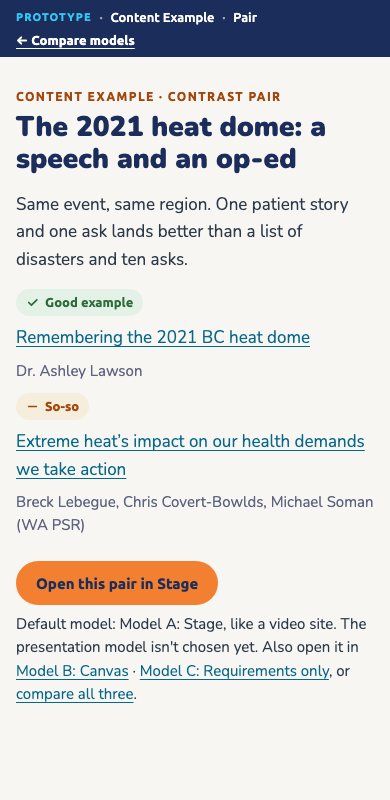 PROTOTYPE · Content Example · Pair
← Compare models
CONTENT EXAMPLE · CONTRAST PAIR
The 2021 heat dome: a
speech and an op-ed
Same event, same region. One patient story
and one ask lands better than a list of
disasters and ten asks.
✓ Good example
Remembering the 2021 BC heat dome
Dr. Ashley Lawson
– So-so
Extreme heat's impact on our health demands
we take action
Breck Lebegue, Chris Covert-Bowlds, Michael Soman
(WA PSR)
Open this pair in Stage
Default model: Model A: Stage, like a video site. The
presentation model isn't chosen yet. Also open it in
Model B: Canvas · Model C: Requirements only, or
compare all three.